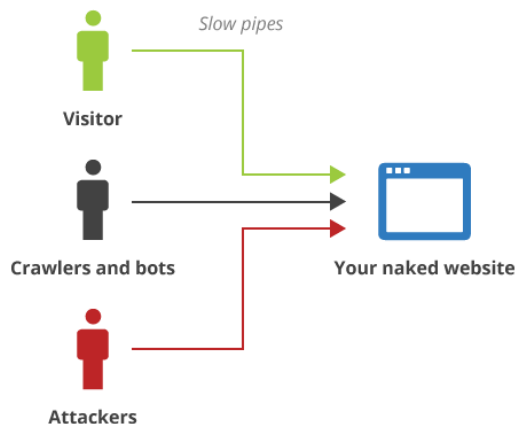 Slow pipes
Visitor
Crawlers and bots
Your naked website
Attackers